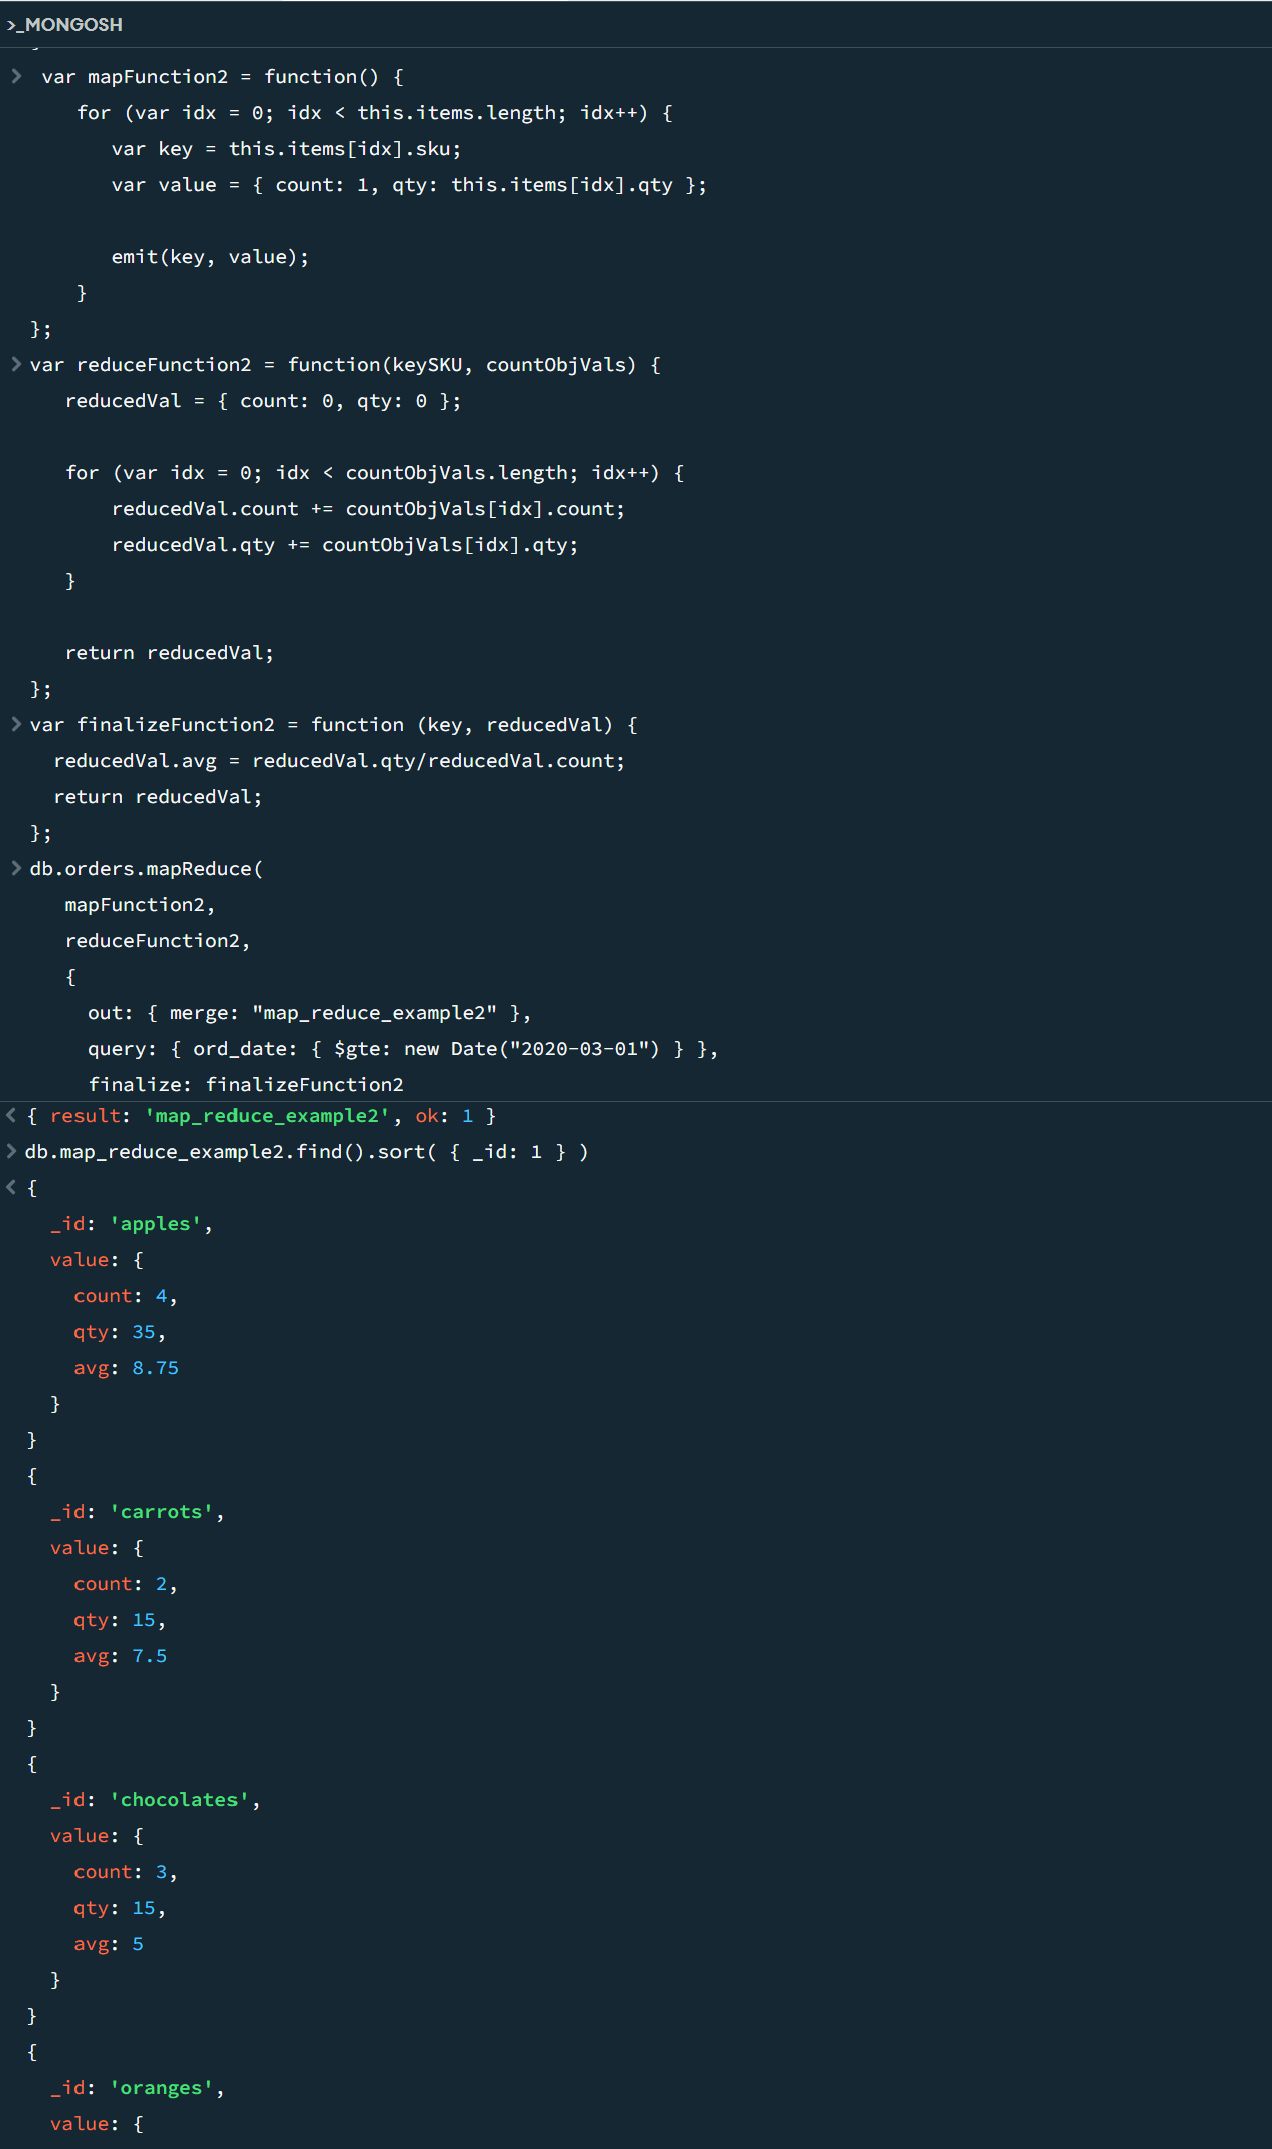 >_MONGOSH
> var mapFunction2 = function() {
for (var idx = 0; idx < this.items.length; idx++) {
var key = this.items[idx].sku;
var value = { count: 1, qty: this.items[idx].qty };
emit(key, value);
}
};
> var reduceFunction2 = function(keySKU, countObjVals) {
reducedVal = { count: 0, qty: 0 };
for (var idx = 0; idx < countObjVals.length; idx++) {
reducedVal.count += countObjVals[idx].count;
reducedVal.qty += countObjVals[idx].qty;
}
return reducedVal;
};
> var finalizeFunction2 = function (key, reducedVal) {
reducedVal.avg = reducedVal.qty/reducedVal.count;
return reducedVal;
};
> db.orders.mapReduce(
mapFunction2,
reduceFunction2,
{
out: { merge: "map_reduce_example2" },
query: { ord_date: { $gte: new Date("2020-03-01") } },
finalize: finalizeFunction2
< { result: 'map_reduce_example2', ok: 1 }
> db.map_reduce_example2.find().sort( { _id: 1 } )
< {
_id: 'apples',
value: {
count: 4,
qty: 35,
avg: 8.75
}
}
{
_id: 'carrots',
value: {
count: 2,
qty: 15,
avg: 7.5
}
}
{
_id: 'chocolates',
value: {
count: 3,
qty: 15,
avg: 5
}
}
{
_id: 'oranges',
value: {